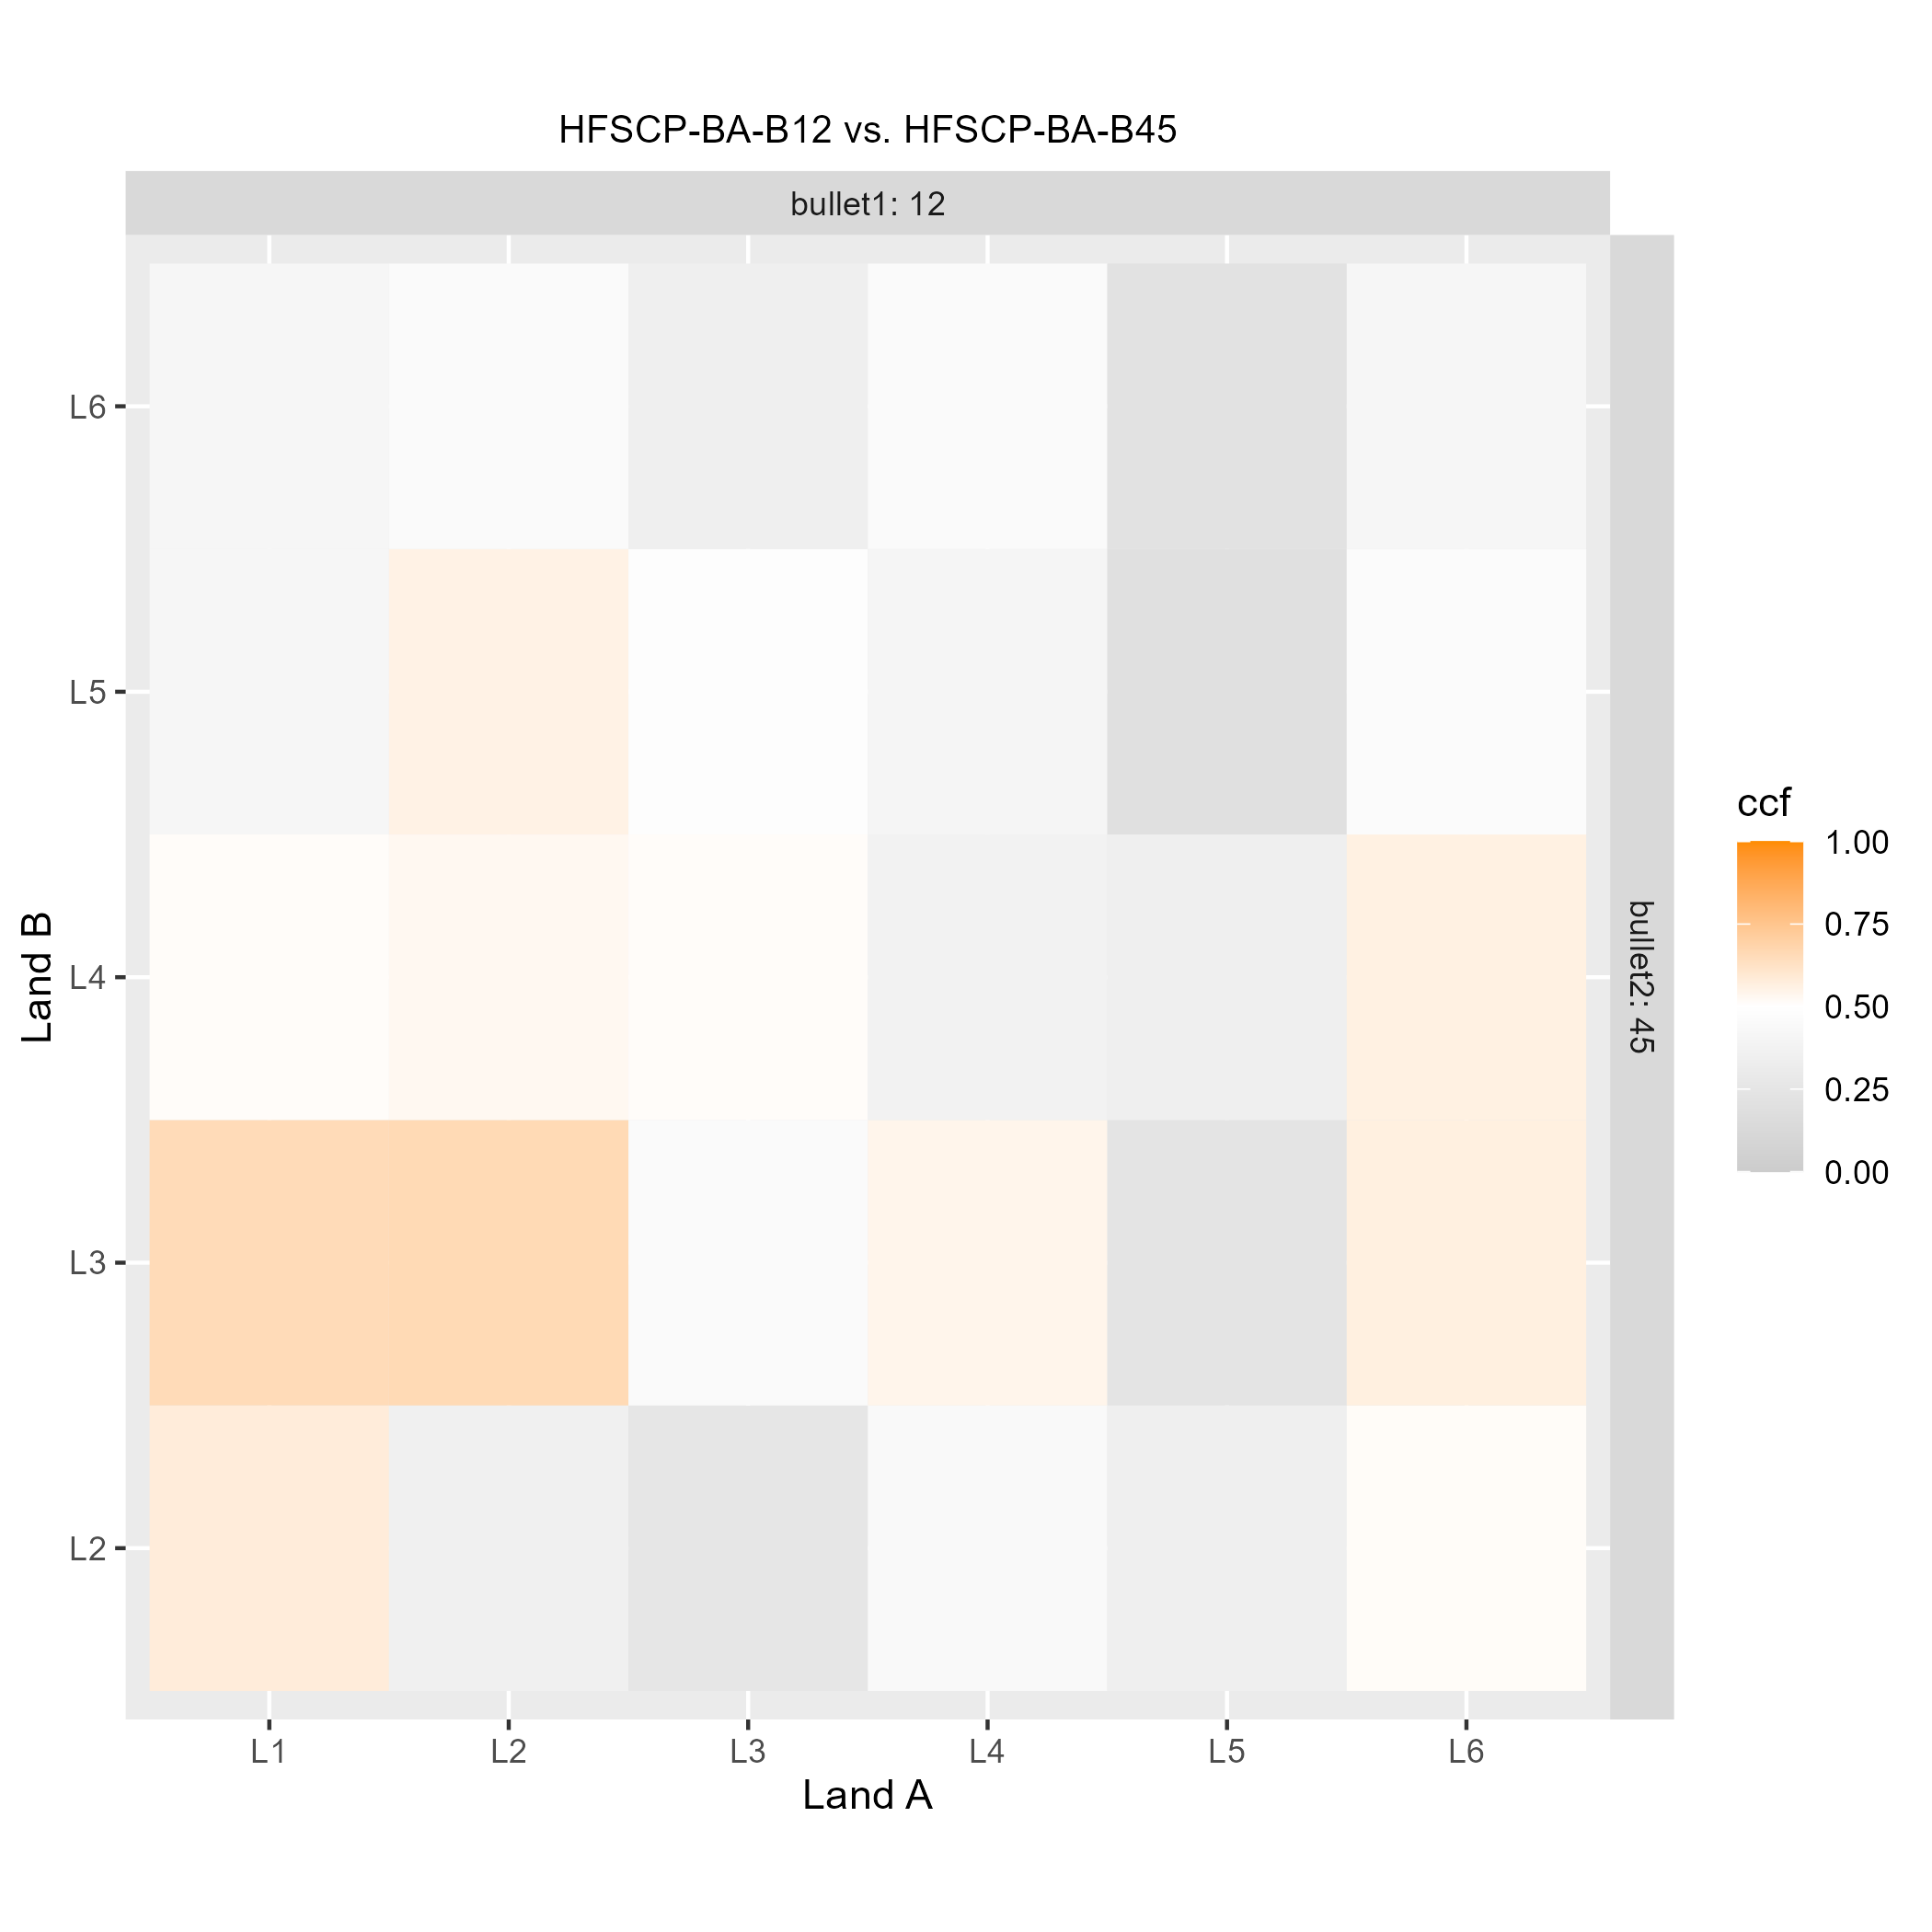 HFSCP-BA-B12 vs. HFSCP-BA-B45
bullet1: 12
L6
L5
L4
L3
L2
Land B
L1 L2 L3 L4 L5 L6
Land A
bullet2: 45
ccf
1.00
0.75
0.50
0.25
0.00